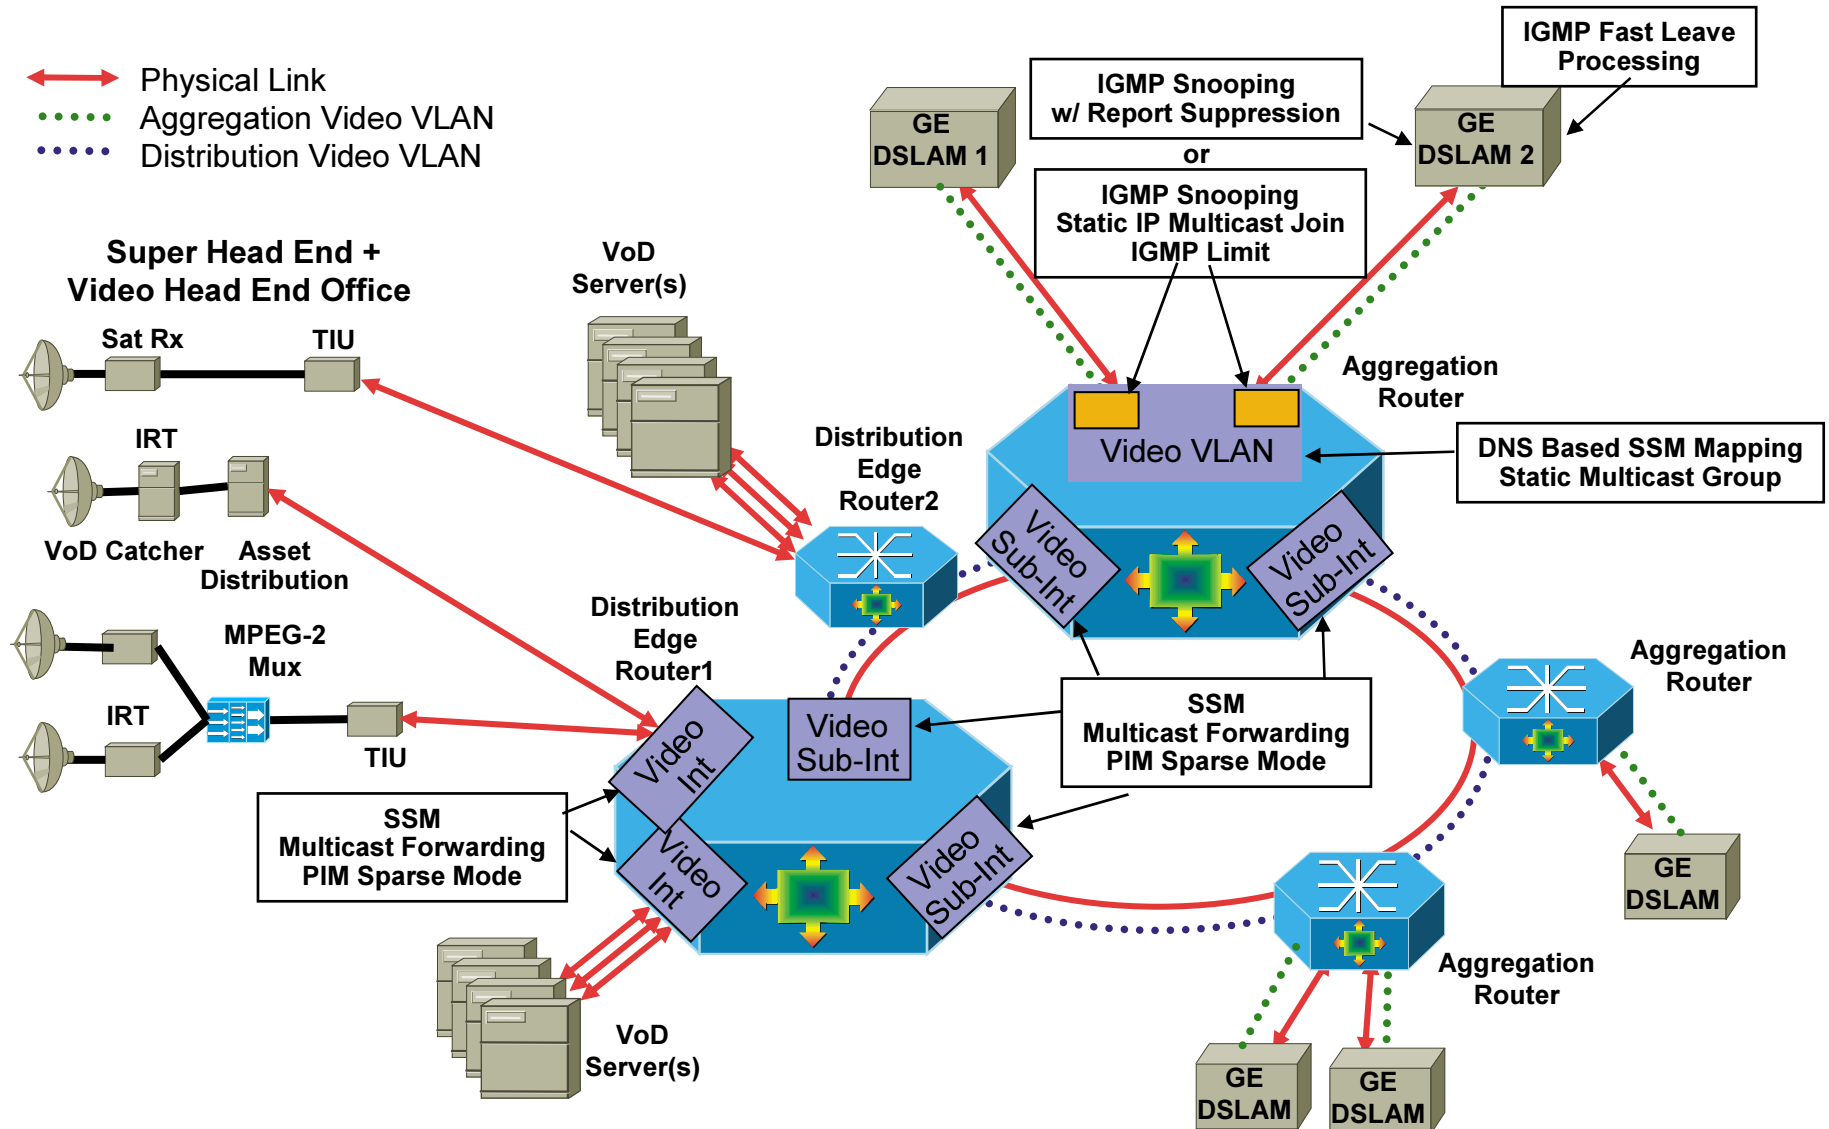 Physical Link
Aggregation Video VLAN
Distribution Video VLAN
IGMP Snooping
w/ Report Suppression
or
IGMP Snooping
Static IP Multicast Join
IGMP Limit
IGMP Fast Leave
Processing
GE
DSLAM 1
GE
DSLAM 2
Super Head End +
Video Head End Office
Sat Rx
TIU
IRT
VoD Catcher
Asset
Distribution
MPEG-2
Mux
IRT
TIU
VoD
Server(s)
Distribution
Edge
Router2
Aggregation
Router
Video VLAN
DNS Based SSM Mapping
Static Multicast Group
Video
Sub-Int
Video
Sub-Int
Distribution
Edge
Router1
Video
Int
Video
Int
Video
Sub-Int
Video
Sub-Int
SSM
Multicast Forwarding
PIM Sparse Mode
SSM
Multicast Forwarding
PIM Sparse Mode
Aggregation
Router
GE
DSLAM
Aggregation
Router
GE
DSLAM
GE
DSLAM
VoD
Server(s)